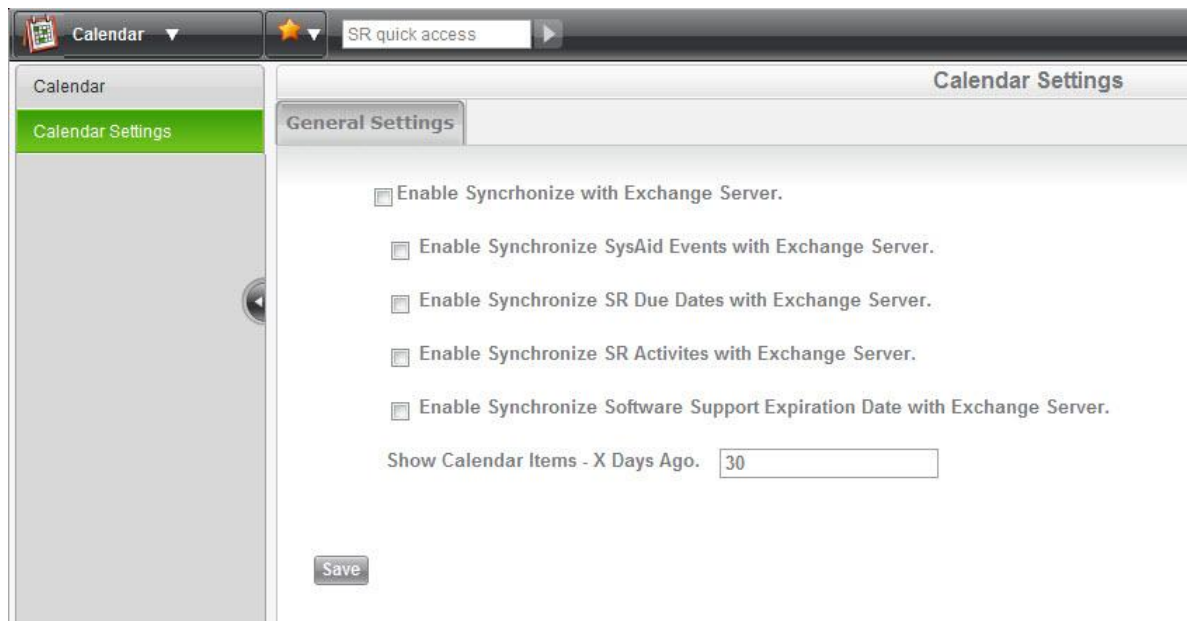 Calendar
SR quick access
Calendar
Calendar Settings
Calendar Settings
General Settings
Enable Syncrhonize with Exchange Server.
Enable Synchronize SysAid Events with Exchange Server.
Enable Synchronize SR Due Dates with Exchange Server.
Enable Synchronize SR Activites with Exchange Server.
Enable Synchronize Software Support Expiration Date with Exchange Server.
Show Calendar Items - X Days Ago. 30
Save